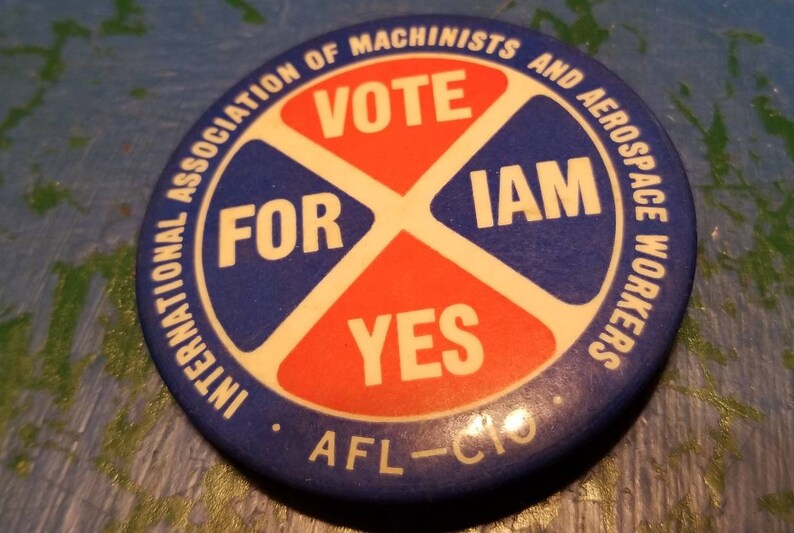 INTERNATIONAL ASSOCIATION OF MACHINISTS AND AEROSPACE WORKERS
VOTE
FOR IAM
YES
• AFL-CIO •